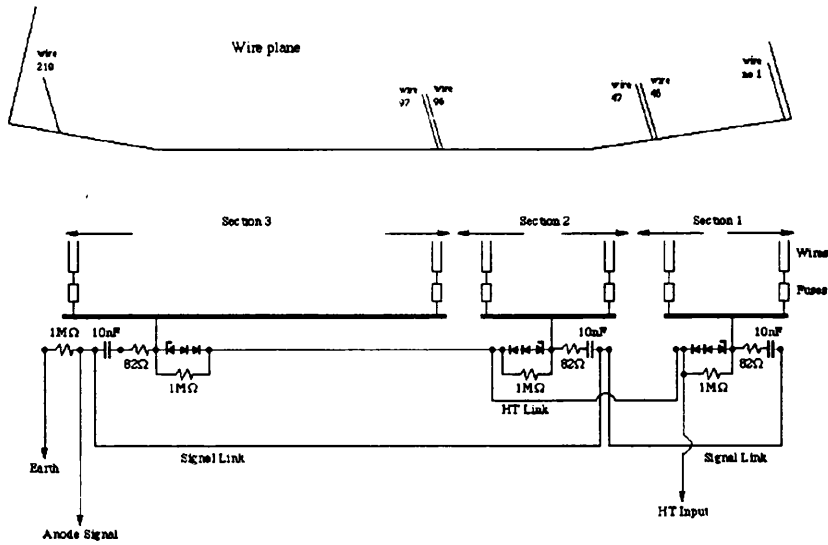 Wire plane
wire
210
wire
97
wire
96
wire
47
wire
46
wire
no 1
Section 3
Section 2
Section 1
Wires
Fuses
1MΩ
10nF
82Ω
1MΩ
10nF
82Ω
1MΩ
HT Link
10nF
82Ω
1MΩ
Signal Link
Signal Link
Earth
HT Input
Anode Signal